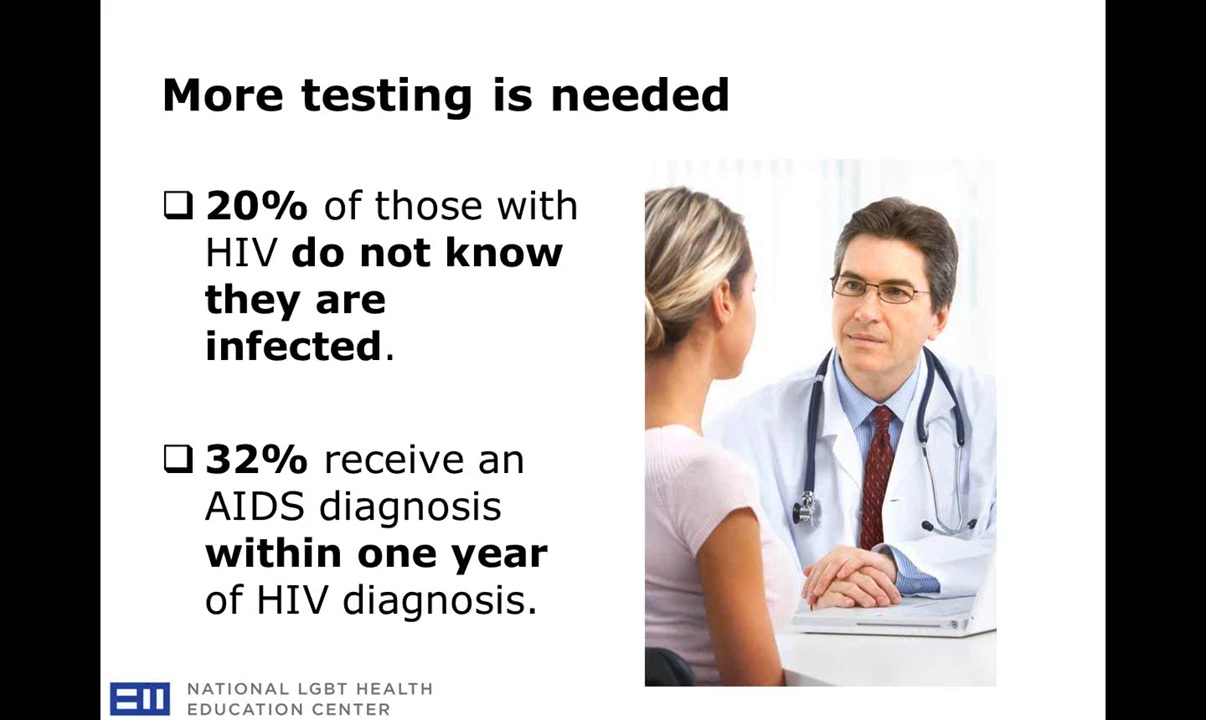 More testing is needed
❑ 20% of those with
HIV do not know
they are
infected.
❑ 32% receive an
AIDS diagnosis
within one year
of HIV diagnosis.
NATIONAL LGBT HEALTH
EDUCATION CENTER